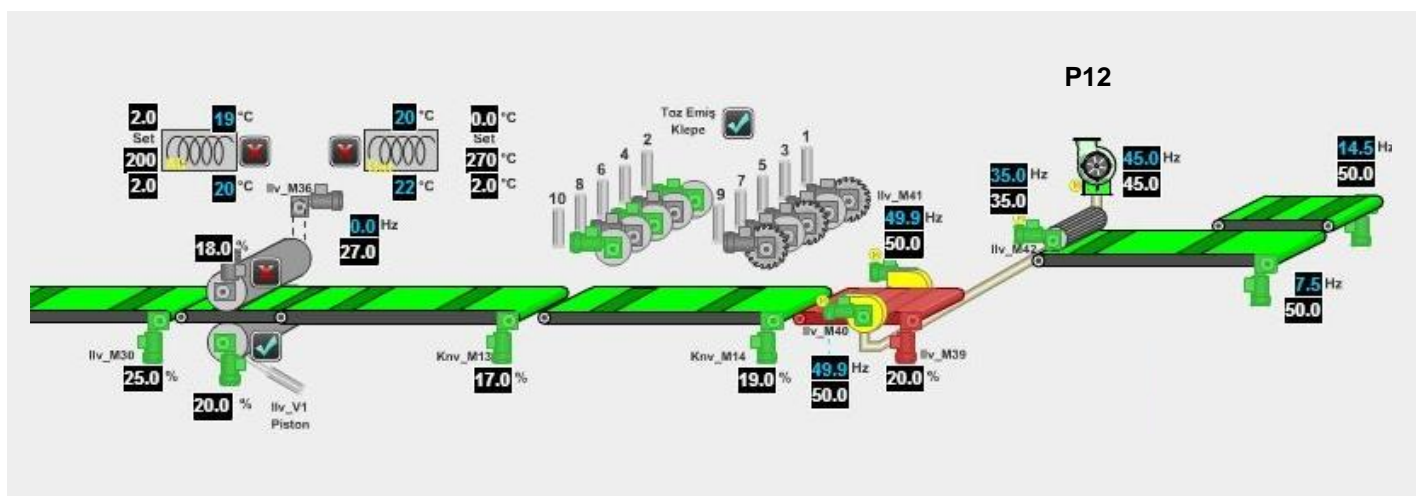 P12
2.0
19 °C
20 °C
0.0 °C
Set
Set
200
270 °C
2.0
20 °C
22 °C
2.0 °C
Toz Emiş
Klepe
2
4
6
8
10
1
3
5
7
9
Ilv_M36
0.0 Hz
27.0
18.0 %
Ilv_M41
49.9 Hz
50.0
35.0 Hz
35.0
Ilv_M42
45.0 Hz
45.0
14.5 Hz
50.0
7.5 Hz
50.0
Ilv_M30
25.0 %
20.0 %
Ilv_V1
Piston
Knv_M13
17.0 %
Knv_M14
19.0 %
Ilv_M40
49.9 Hz
50.0
Ilv_M39
20.0 %